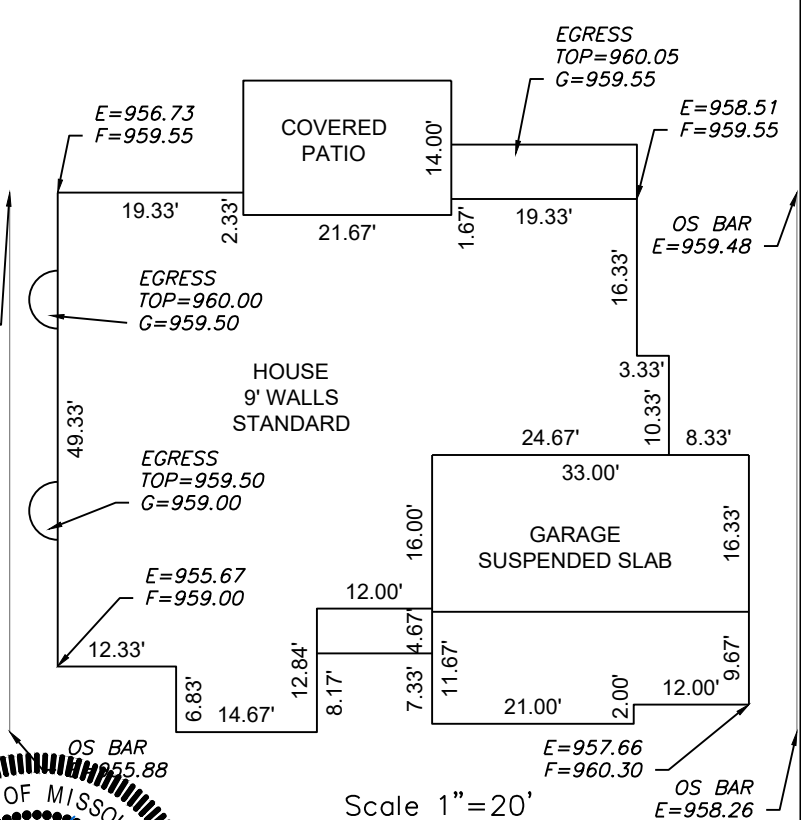 EGRESS
TOP=960.05
G=959.55
E=956.73
F=959.55
COVERED
PATIO
14.00'
E=958.51
F=959.55
19.33'
2.33'
21.67'
1.67'
19.33'
OS BAR
E=959.48
16.33'
EGRESS
TOP=960.00
G=959.50
HOUSE
9' WALLS
STANDARD
3.33'
10.33'
49.33'
24.67'
8.33'
EGRESS
TOP=959.50
G=959.00
33.00'
16.00'
GARAGE
SUSPENDED SLAB
16.33'
E=955.67
F=959.00
12.00'
12.33'
4.67'
12.84'
11.67'
9.67'
6.83'
8.17'
7.33'
14.67'
21.00'
2.00'
12.00'
OS BAR
E=955.88
E=957.66
F=960.30
OS BAR
E=958.26
OF MISSOU
Scale 1"=20'